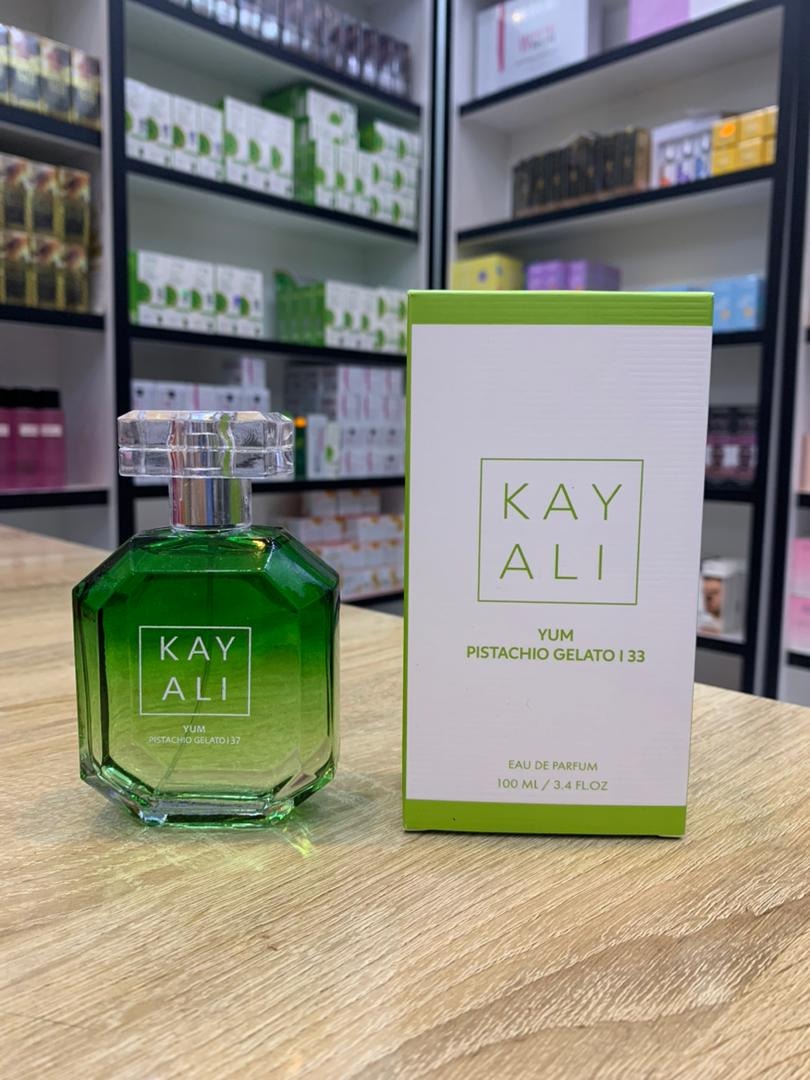 KAY
ALI
YUM
PISTACHIO GELATO | 37
KAY
ALI
YUM
PISTACHIO GELATO | 33
EAU DE PARFUM
100 ML / 3.4 FL.OZ